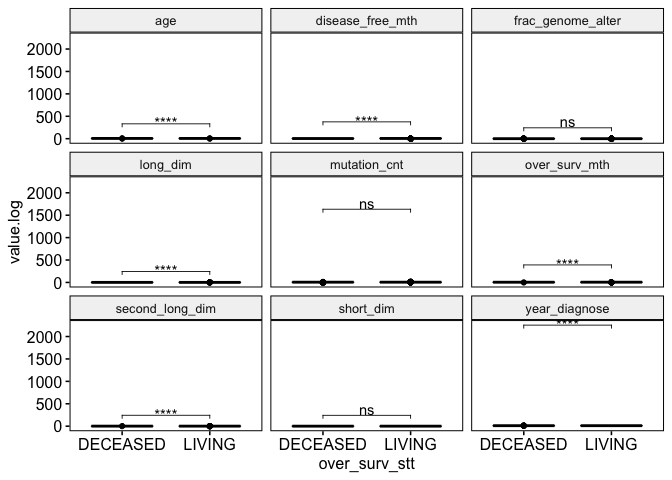 age disease_free_mth frac_genome_alter
2000
1500
1000
500
0
**** **** ns
long_dim mutation_cnt over_surv_mth
2000
1500
1000
500
0
**** ns ****
second_long_dim short_dim year_diagnose
2000
1500
1000
500
0
**** ns ****
DECEASED LIVING DECEASED LIVING DECEASED LIVING
over_surv_stt
value.log